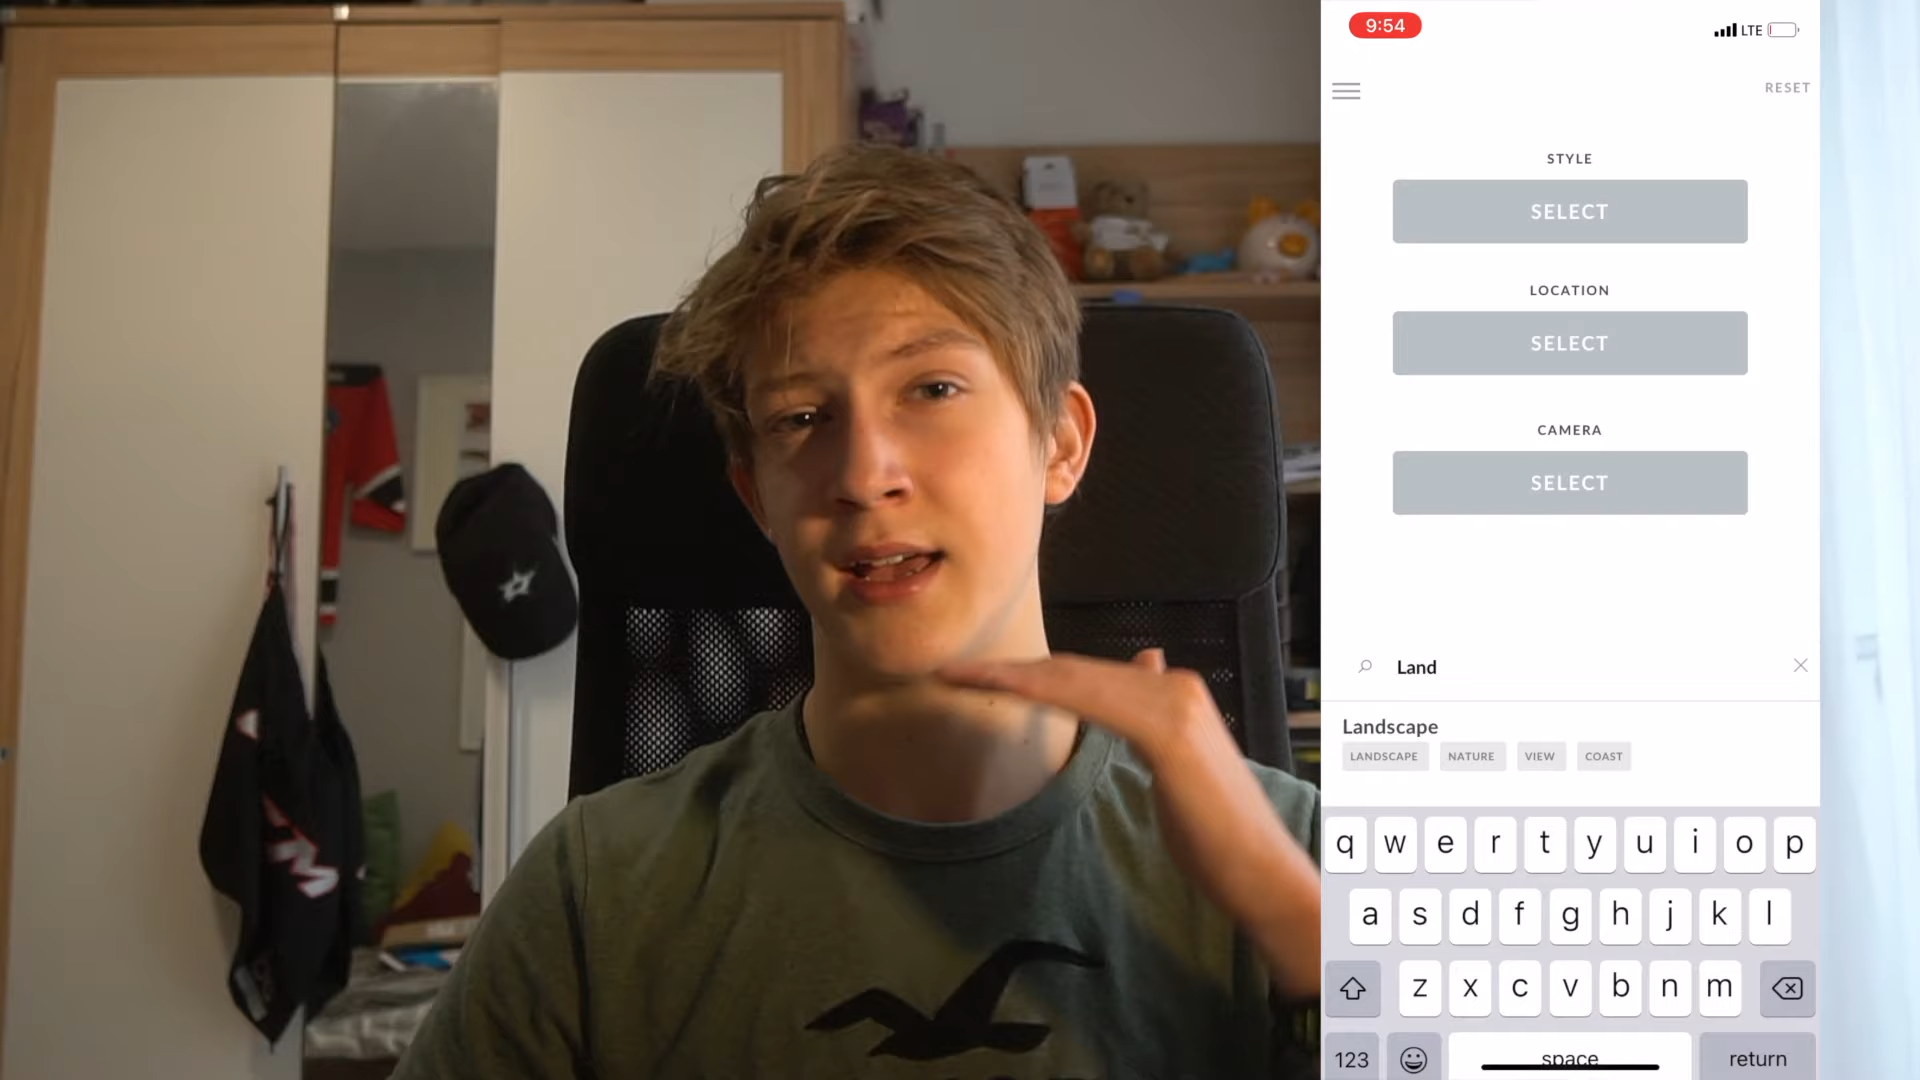 9:54
LTE
RESET
STYLE
SELECT
LOCATION
SELECT
CAMERA
SELECT
Land
Landscape
LANDSCAPE NATURE VIEW COAST
q w e r t y u i o p
a s d f g h j k l
z x c v b n m
123 space return